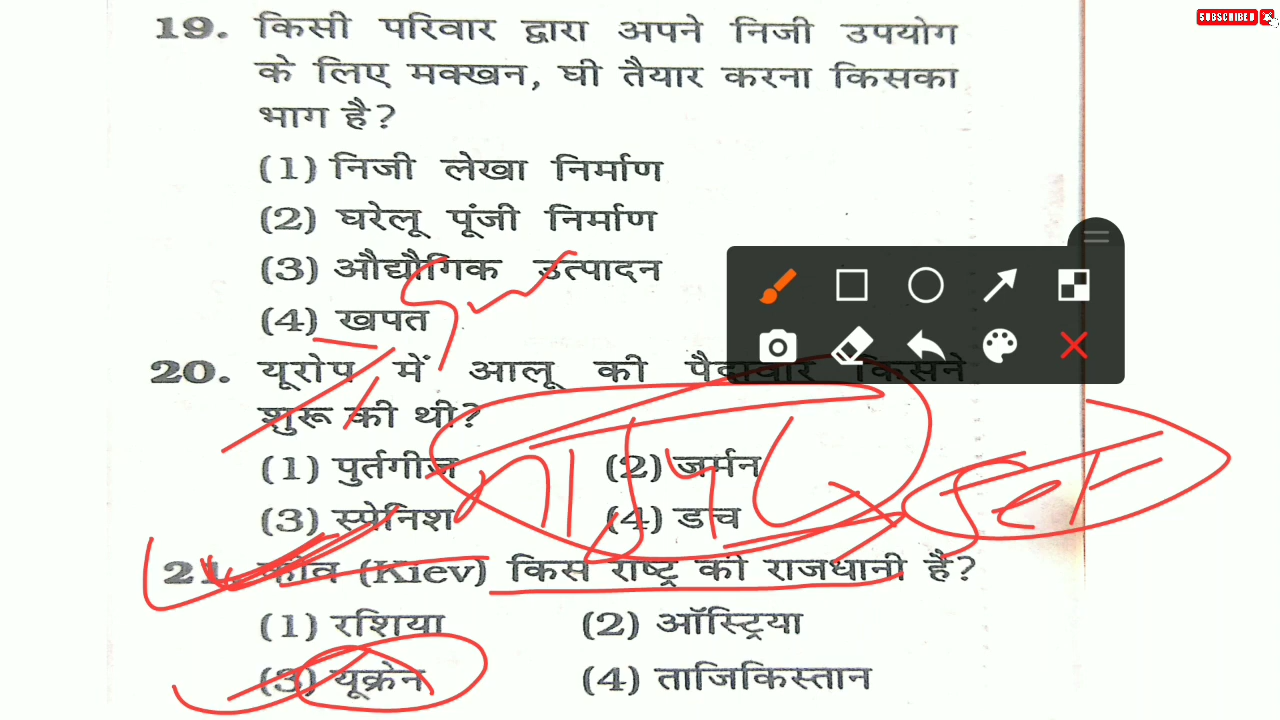 SUBSCRIBED
19. किसी परिवार द्वारा अपने निजी उपयोग
के लिए मक्खन, घी तैयार करना किसका
भाग है?
(1) निजी लेखा निर्माण
(2) घरेलू पूंजी निर्माण
(3) औद्यौगिक उत्पादन
(4) खपत
20. यूरोप में आलू की पैदावार किसने
शुरू की थी?
(1) पुर्तगीज (2) जर्मन
(3) स्पेनिश (4) डच
21. कीव (Kiev) किस राष्ट्र की राजधानी है?
(1) रशिया (2) ऑस्ट्रिया
(3) यूक्रेन (4) ताजिकिस्तान